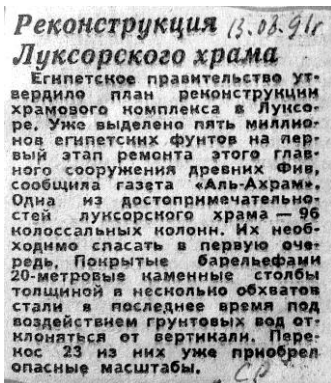 Реконструкция 13.03.91г
Луксорского храма
Египетское правительство ут-
вердило план реконструкции
храмового комплекса в Луксо-
ре. Уже выделено пять миллио-
нов египетских фунтов на пер-
вый этап ремонта этого глав-
ного сооружения древних Фив,
сообщила газета «Аль-Ахрам».
Одна из достопримечательно-
стей луксорского храма — 96
колоссальных колонн. Их необ-
ходимо спасать в первую оче-
редь. Покрытые барельефами
20-метровые каменные столбы
толщиной в несколько обхватов
стали в последнее время под
воздействием грунтовых вод от-
клоняться от вертикали. Пере-
кос 23 из них уже приобрел
опасные масштабы.